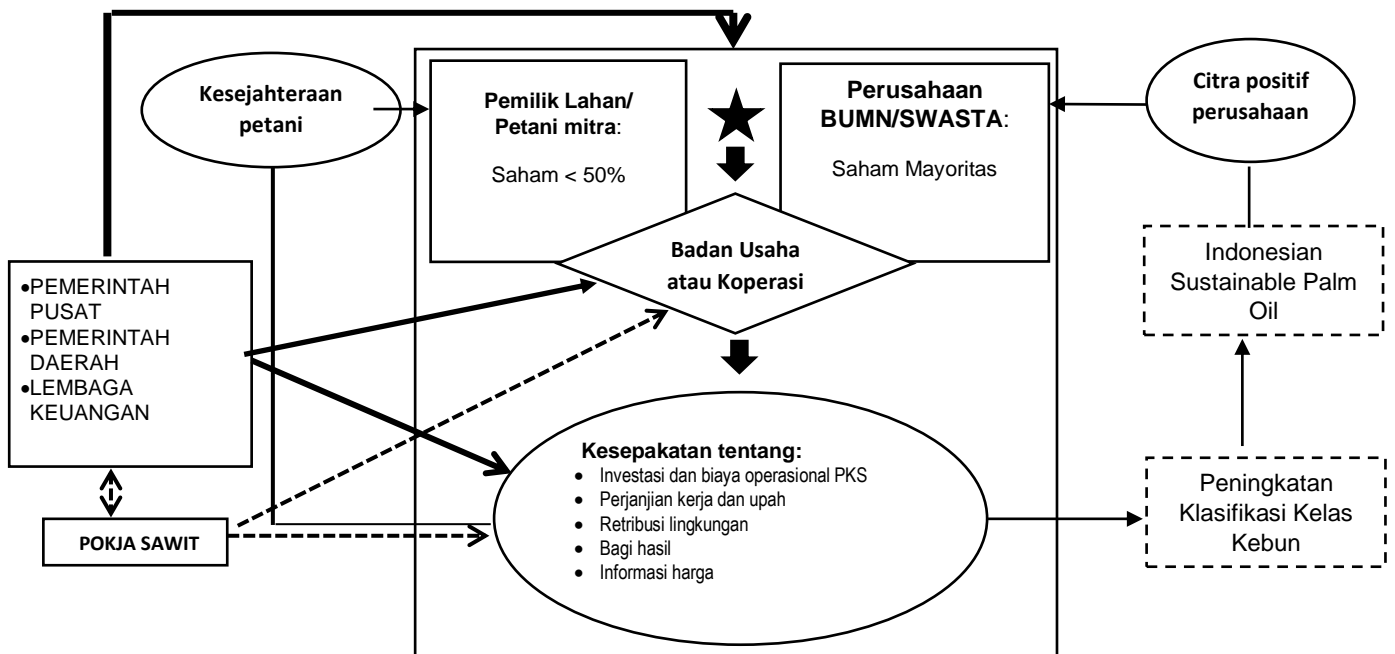 Kesejahteraan
petani
Pemilik Lahan/
Petani mitra:
Saham < 50%
Perusahaan
BUMN/SWASTA:
Saham Mayoritas
Citra positif
perusahaan
Badan Usaha
atau Koperasi
•PEMERINTAH
PUSAT
•PEMERINTAH
DAERAH
•LEMBAGA
KEUANGAN
Indonesian
Sustainable Palm
Oil
Kesepakatan tentang:
• Investasi dan biaya operasional PKS
• Perjanjian kerja dan upah
• Retribusi lingkungan
• Bagi hasil
• Informasi harga
Peningkatan
Klasifikasi Kelas
Kebun
POKJA SAWIT